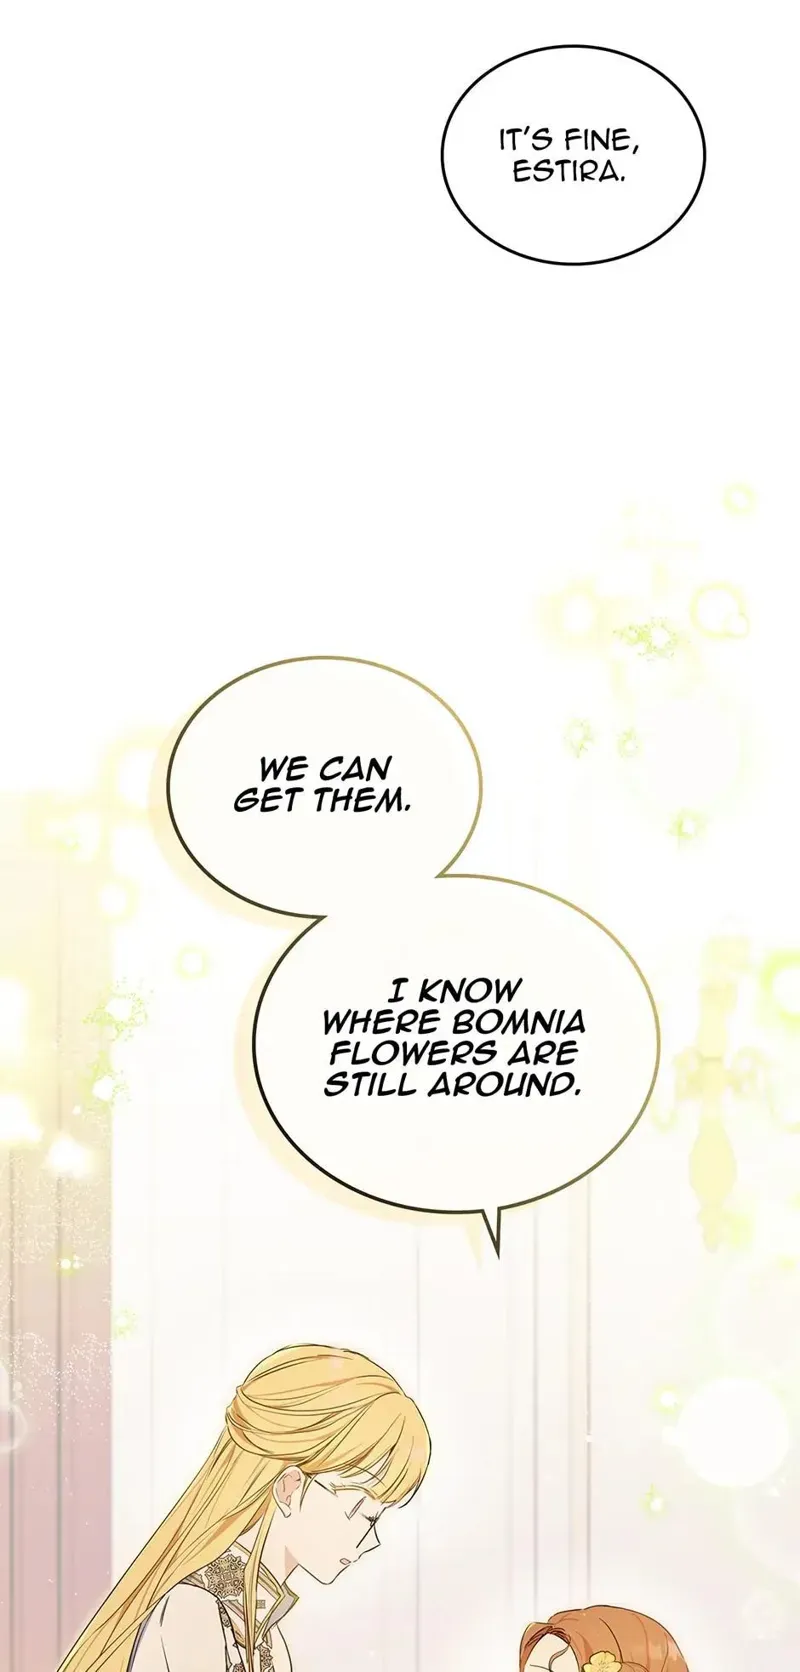 IT'S FINE,
ESTIRA.
WE CAN
GET THEM.
I KNOW
WHERE BOMNIA
FLOWERS ARE
STILL AROUND.